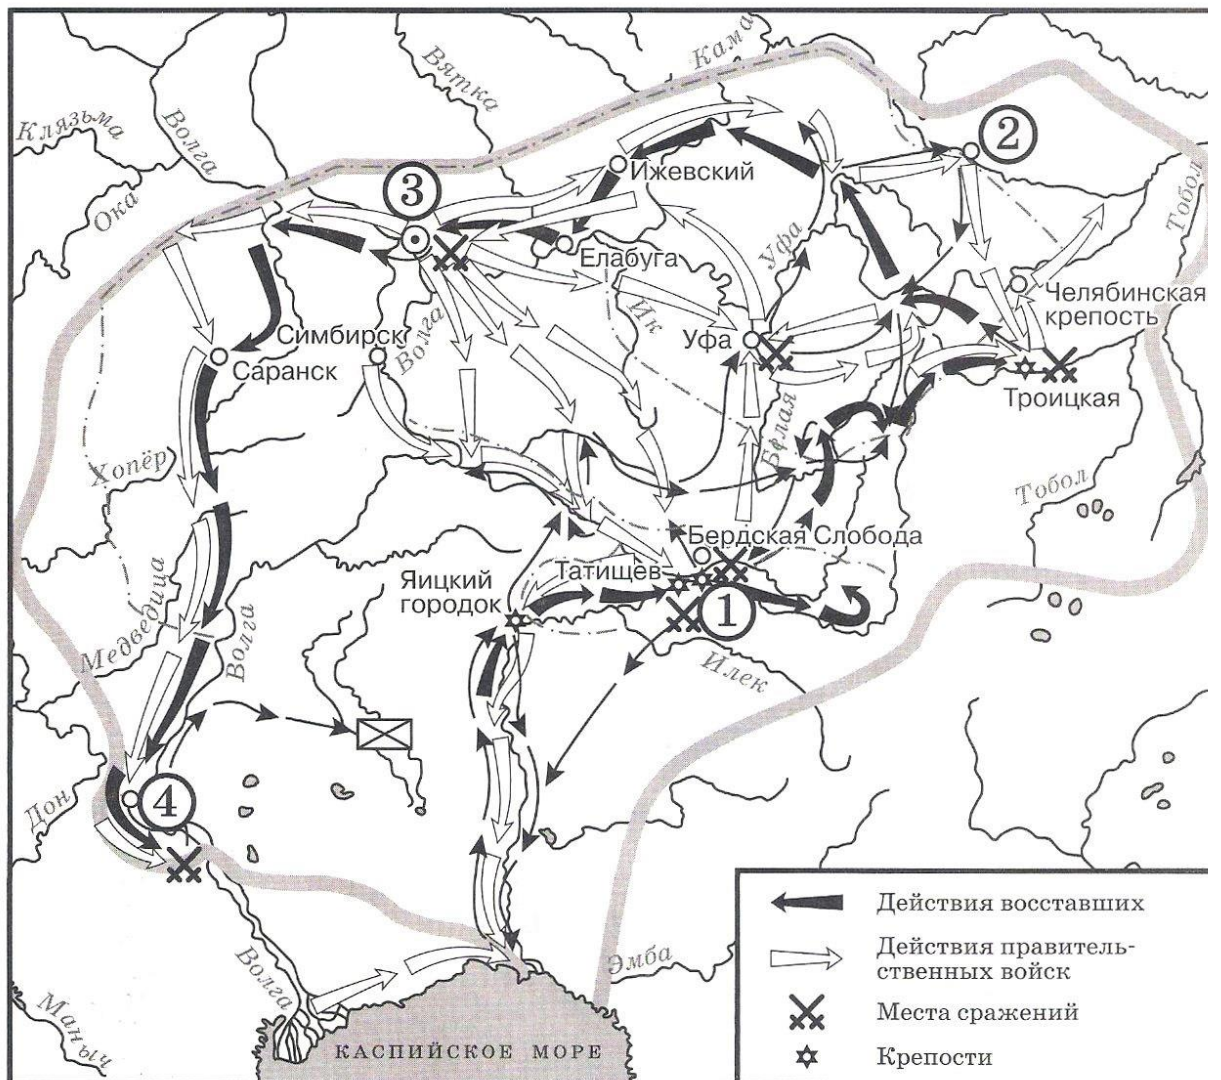 Кама
Вятка
Волга
Клязьма
Ока
2
3
Ижевский
Тобол
Елабуга
Уфа
Ик
Челябинская
крепость
Симбирск
Волга
Уфа
Саранск
Троицкая
Белая
Хопёр
Тобол
Бердская Слобода
Татищев
Яицкий
городок
1
Медведица
Волга
Илек
Дон
4
Волга
Эмба
Маныч
КАСПИЙСКОЕ МОРЕ
Действия восставших
Действия правитель-
ственных войск
Места сражений
Крепости